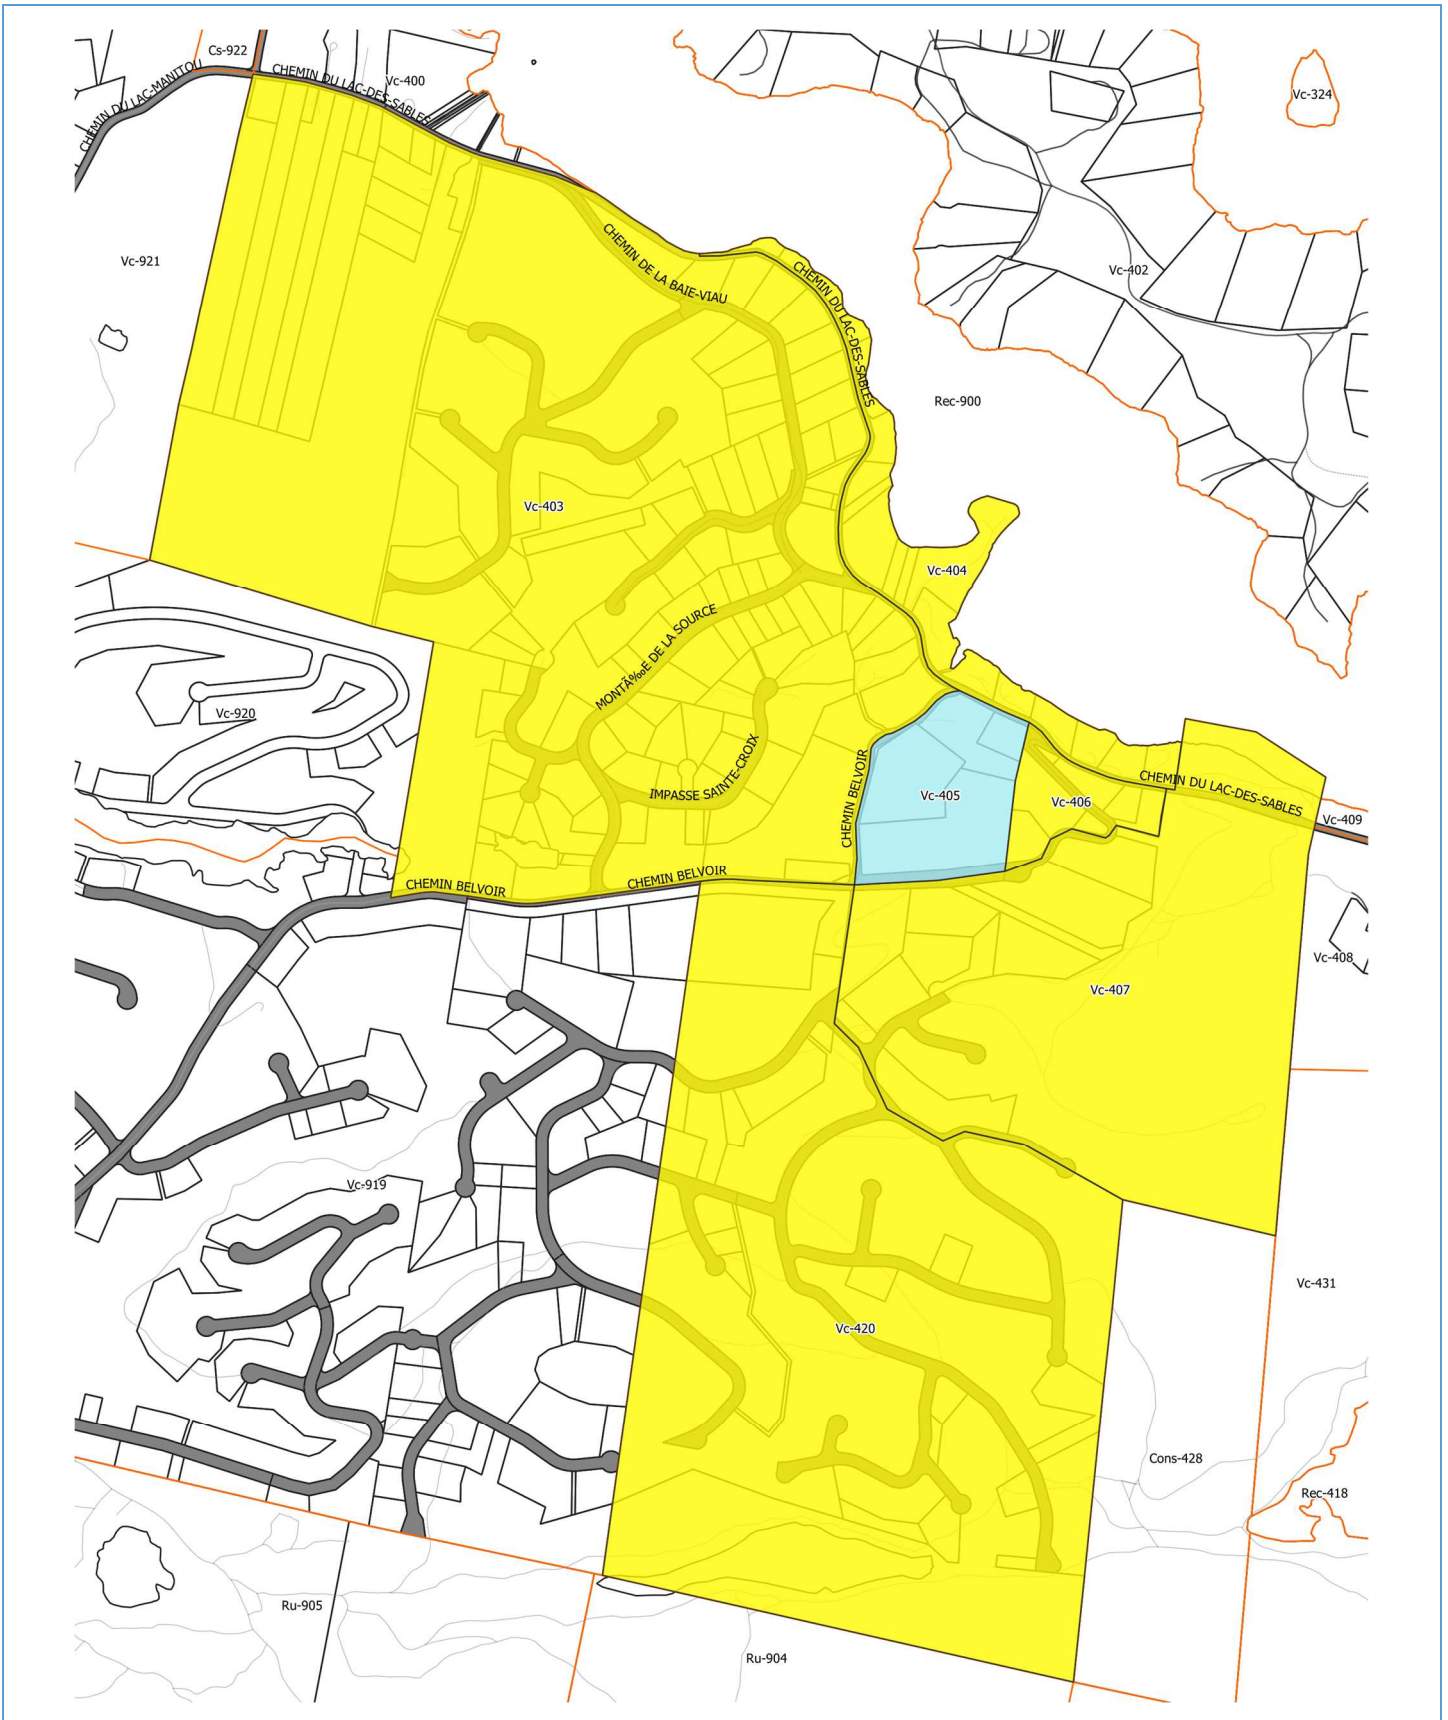 Cs-922
CHEMIN DU LAC-MANITOU
CHEMIN DU LAC-DES-SABLES
Vc-400
Vc-324
Vc-921
CHEMIN DE LA BAIE-VIAU
CHEMIN DU LAC-DES-SABLES
Vc-402
Rec-900
Vc-403
Vc-404
MONTÃ‰E DE LA SOURCE
Vc-920
IMPASSE SAINTE-CROIX
CHEMIN BELVOIR
Vc-405
Vc-406
CHEMIN DU LAC-DES-SABLES
Vc-409
CHEMIN BELVOIR
CHEMIN BELVOIR
Vc-408
Vc-407
Vc-919
Vc-431
Vc-420
Cons-428
Rec-418
Ru-905
Ru-904